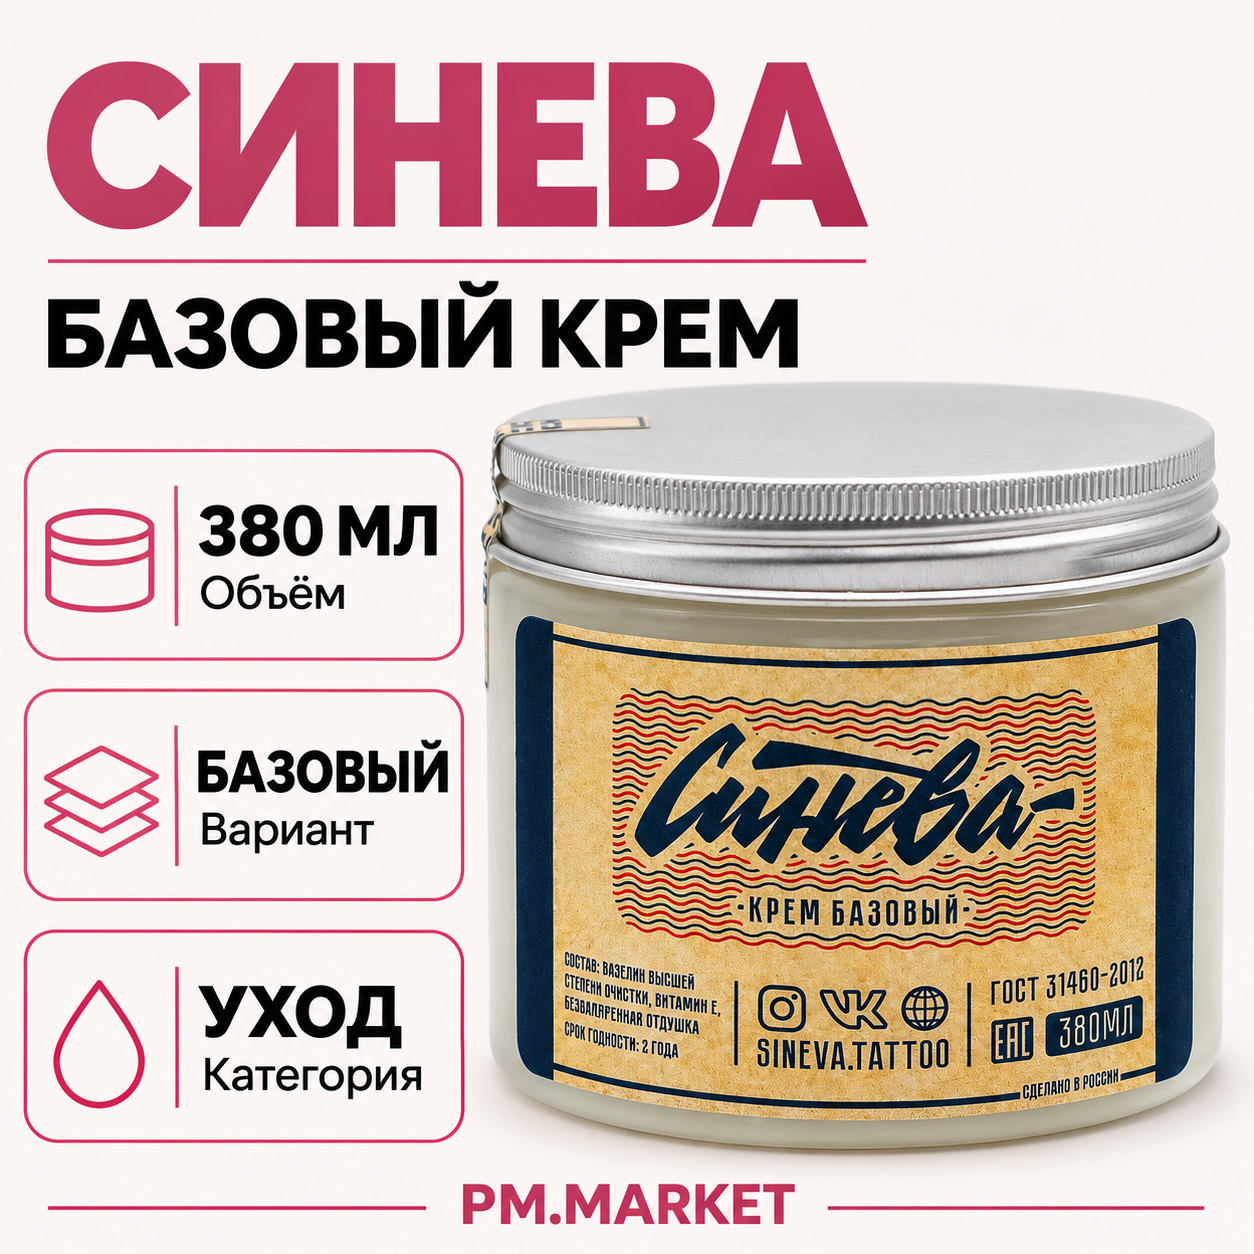 СИНЕВА
БАЗОВЫЙ КРЕМ
380 МЛ
Объём
БАЗОВЫЙ
Вариант
УХОД
Категория
Синева-
·КРЕМ БАЗОВЫЙ·
СОСТАВ: ВАЗЕЛИН ВЫСШЕЙ
СТЕПЕНИ ОЧИСТКИ, ВИТАМИН Е,
БЕЗВАЛЯРЕННАЯ ОТДУШКА
СРОК ГОДНОСТИ: 2 ГОДА
SINEVA.TATTOO
ГОСТ 31460-2012
EAC 380МЛ
СДЕЛАНО В РОССИИ
PM.MARKET